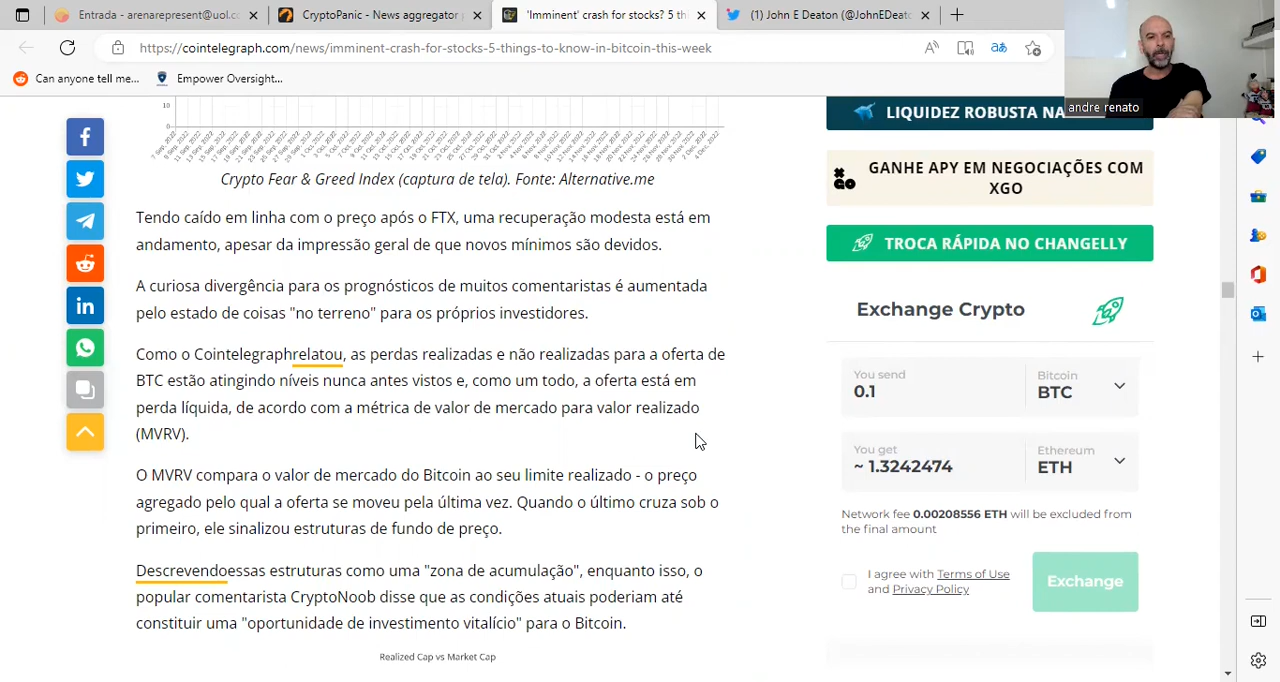 Entrada - arenarepresent@uol.co
CryptoPanic - News aggregator
'Imminent' crash for stocks? 5 thi
(1) John E Deaton (@JohnEDeato
https://cointelegraph.com/news/imminent-crash-for-stocks-5-things-to-know-in-bitcoin-this-week
Can anyone tell me...
Empower Oversight...
andre renato
10
0
Crypto Fear & Greed Index (captura de tela). Fonte: Alternative.me
Tendo caído em linha com o preço após o FTX, uma recuperação modesta está em
andamento, apesar da impressão geral de que novos mínimos são devidos.
A curiosa divergência para os prognósticos de muitos comentaristas é aumentada
pelo estado de coisas "no terreno" para os próprios investidores.
Como o Cointelegraphrelatou, as perdas realizadas e não realizadas para a oferta de
BTC estão atingindo níveis nunca antes vistos e, como um todo, a oferta está em
perda líquida, de acordo com a métrica de valor de mercado para valor realizado
(MVRV).
O MVRV compara o valor de mercado do Bitcoin ao seu limite realizado - o preço
agregado pelo qual a oferta se moveu pela última vez. Quando o último cruza sob o
primeiro, ele sinalizou estruturas de fundo de preço.
Descrevendoessas estruturas como uma "zona de acumulação", enquanto isso, o
popular comentarista CryptoNoob disse que as condições atuais poderiam até
constituir uma "oportunidade de investimento vitalício" para o Bitcoin.
Realized Cap vs Market Cap
LIQUIDEZ ROBUSTA NA
GANHE APY EM NEGOCIAÇÕES COM
XGO
TROCA RÁPIDA NO CHANGELLY
Exchange Crypto
You send
0.1
Bitcoin
BTC
You get
~ 1.3242474
Ethereum
ETH
Network fee 0.00208556 ETH will be excluded from
the final amount
I agree with Terms of Use
and Privacy Policy
Exchange